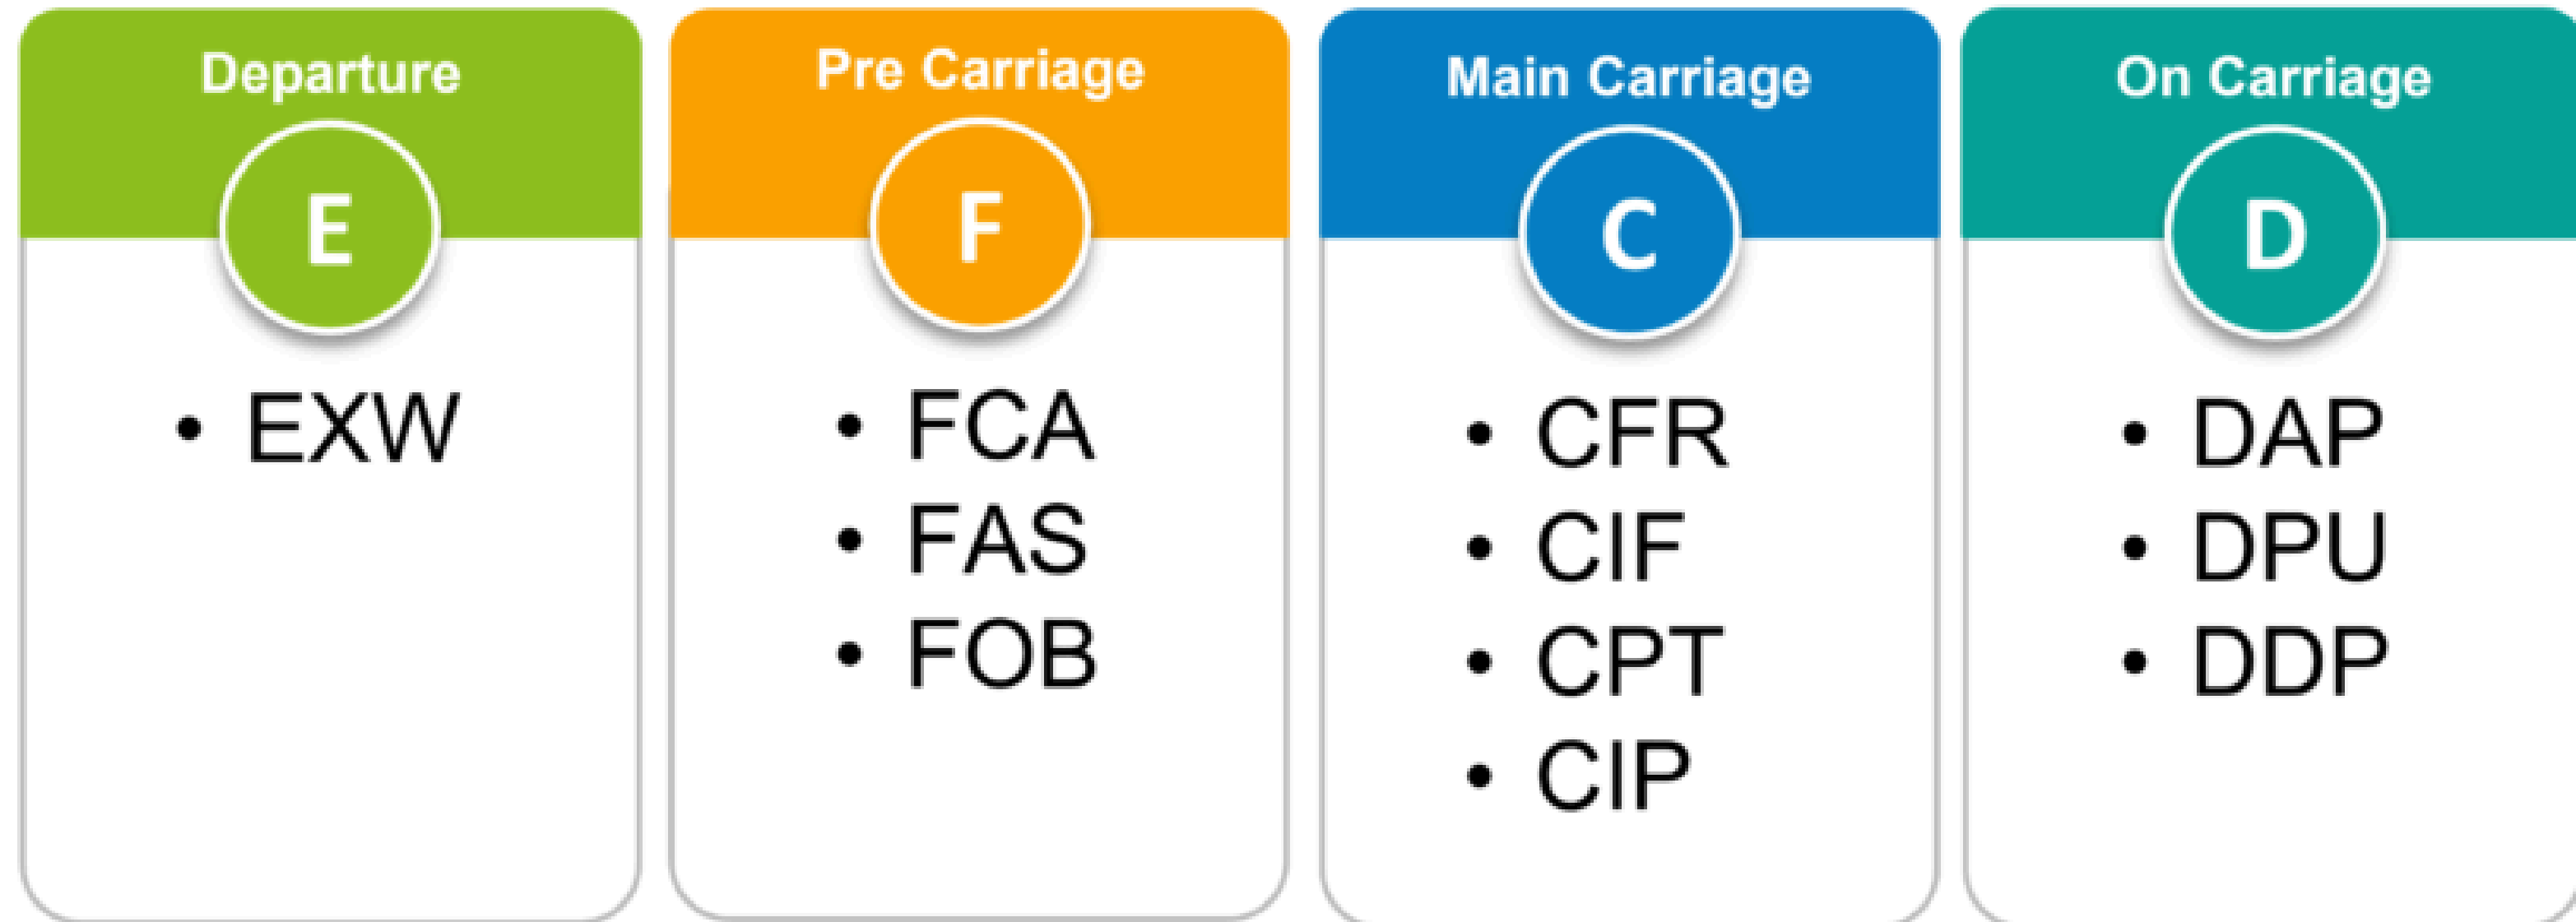 Departure
E
• EXW
Pre Carriage
F
• FCA
• FAS
• FOB
Main Carriage
C
• CFR
• CIF
• CPT
• CIP
On Carriage
D
• DAP
• DPU
• DDP